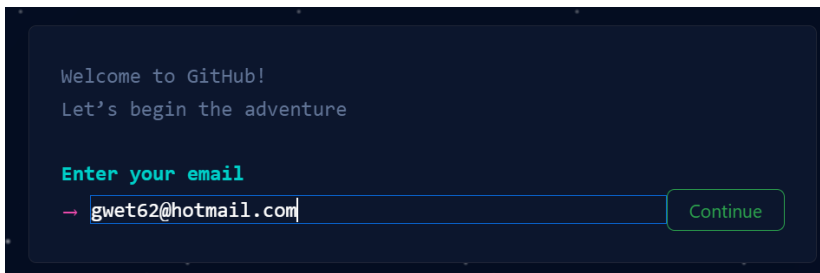 Welcome to GitHub!
Let’s begin the adventure
Enter your email
→ gwet62@hotmail.com Continue